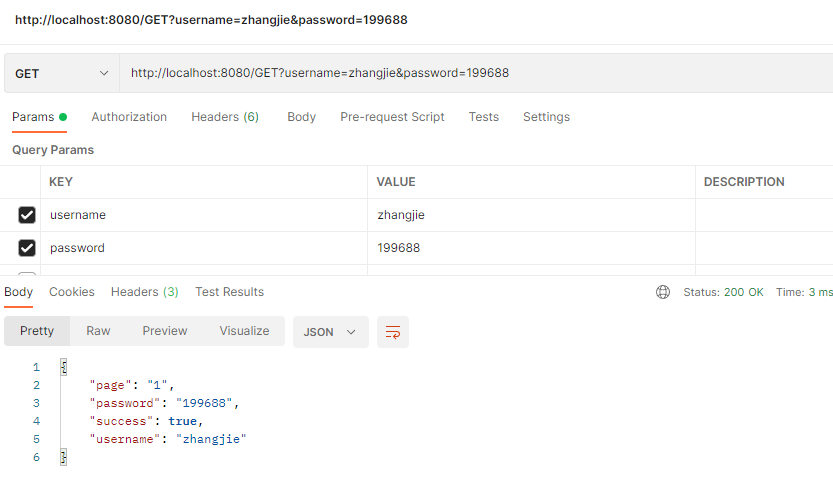 http://localhost:8080/GET?username=zhangjie&password=199688
GET http://localhost:8080/GET?username=zhangjie&password=199688
Params Authorization Headers (6) Body Pre-request Script Tests Settings
Query Params
KEY VALUE DESCRIPTION
username zhangjie
password 199688
Body Cookies Headers (3) Test Results Status: 200 OK Time: 3 ms
Pretty Raw Preview Visualize JSON
1 {
2 "page": "1",
3 "password": "199688",
4 "success": true,
5 "username": "zhangjie"
6 }